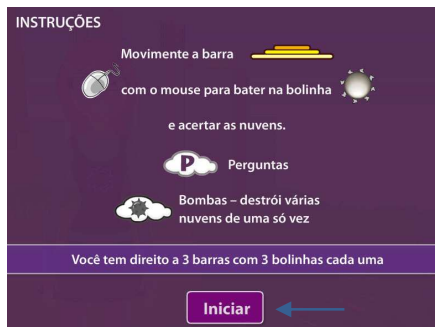 INSTRUÇÕES
Movimente a barra
com o mouse para bater na bolinha
e acertar as nuvens.
P Perguntas
Bombas – destrói várias
nuvens de uma só vez
Você tem direito a 3 barras com 3 bolinhas cada uma
Iniciar